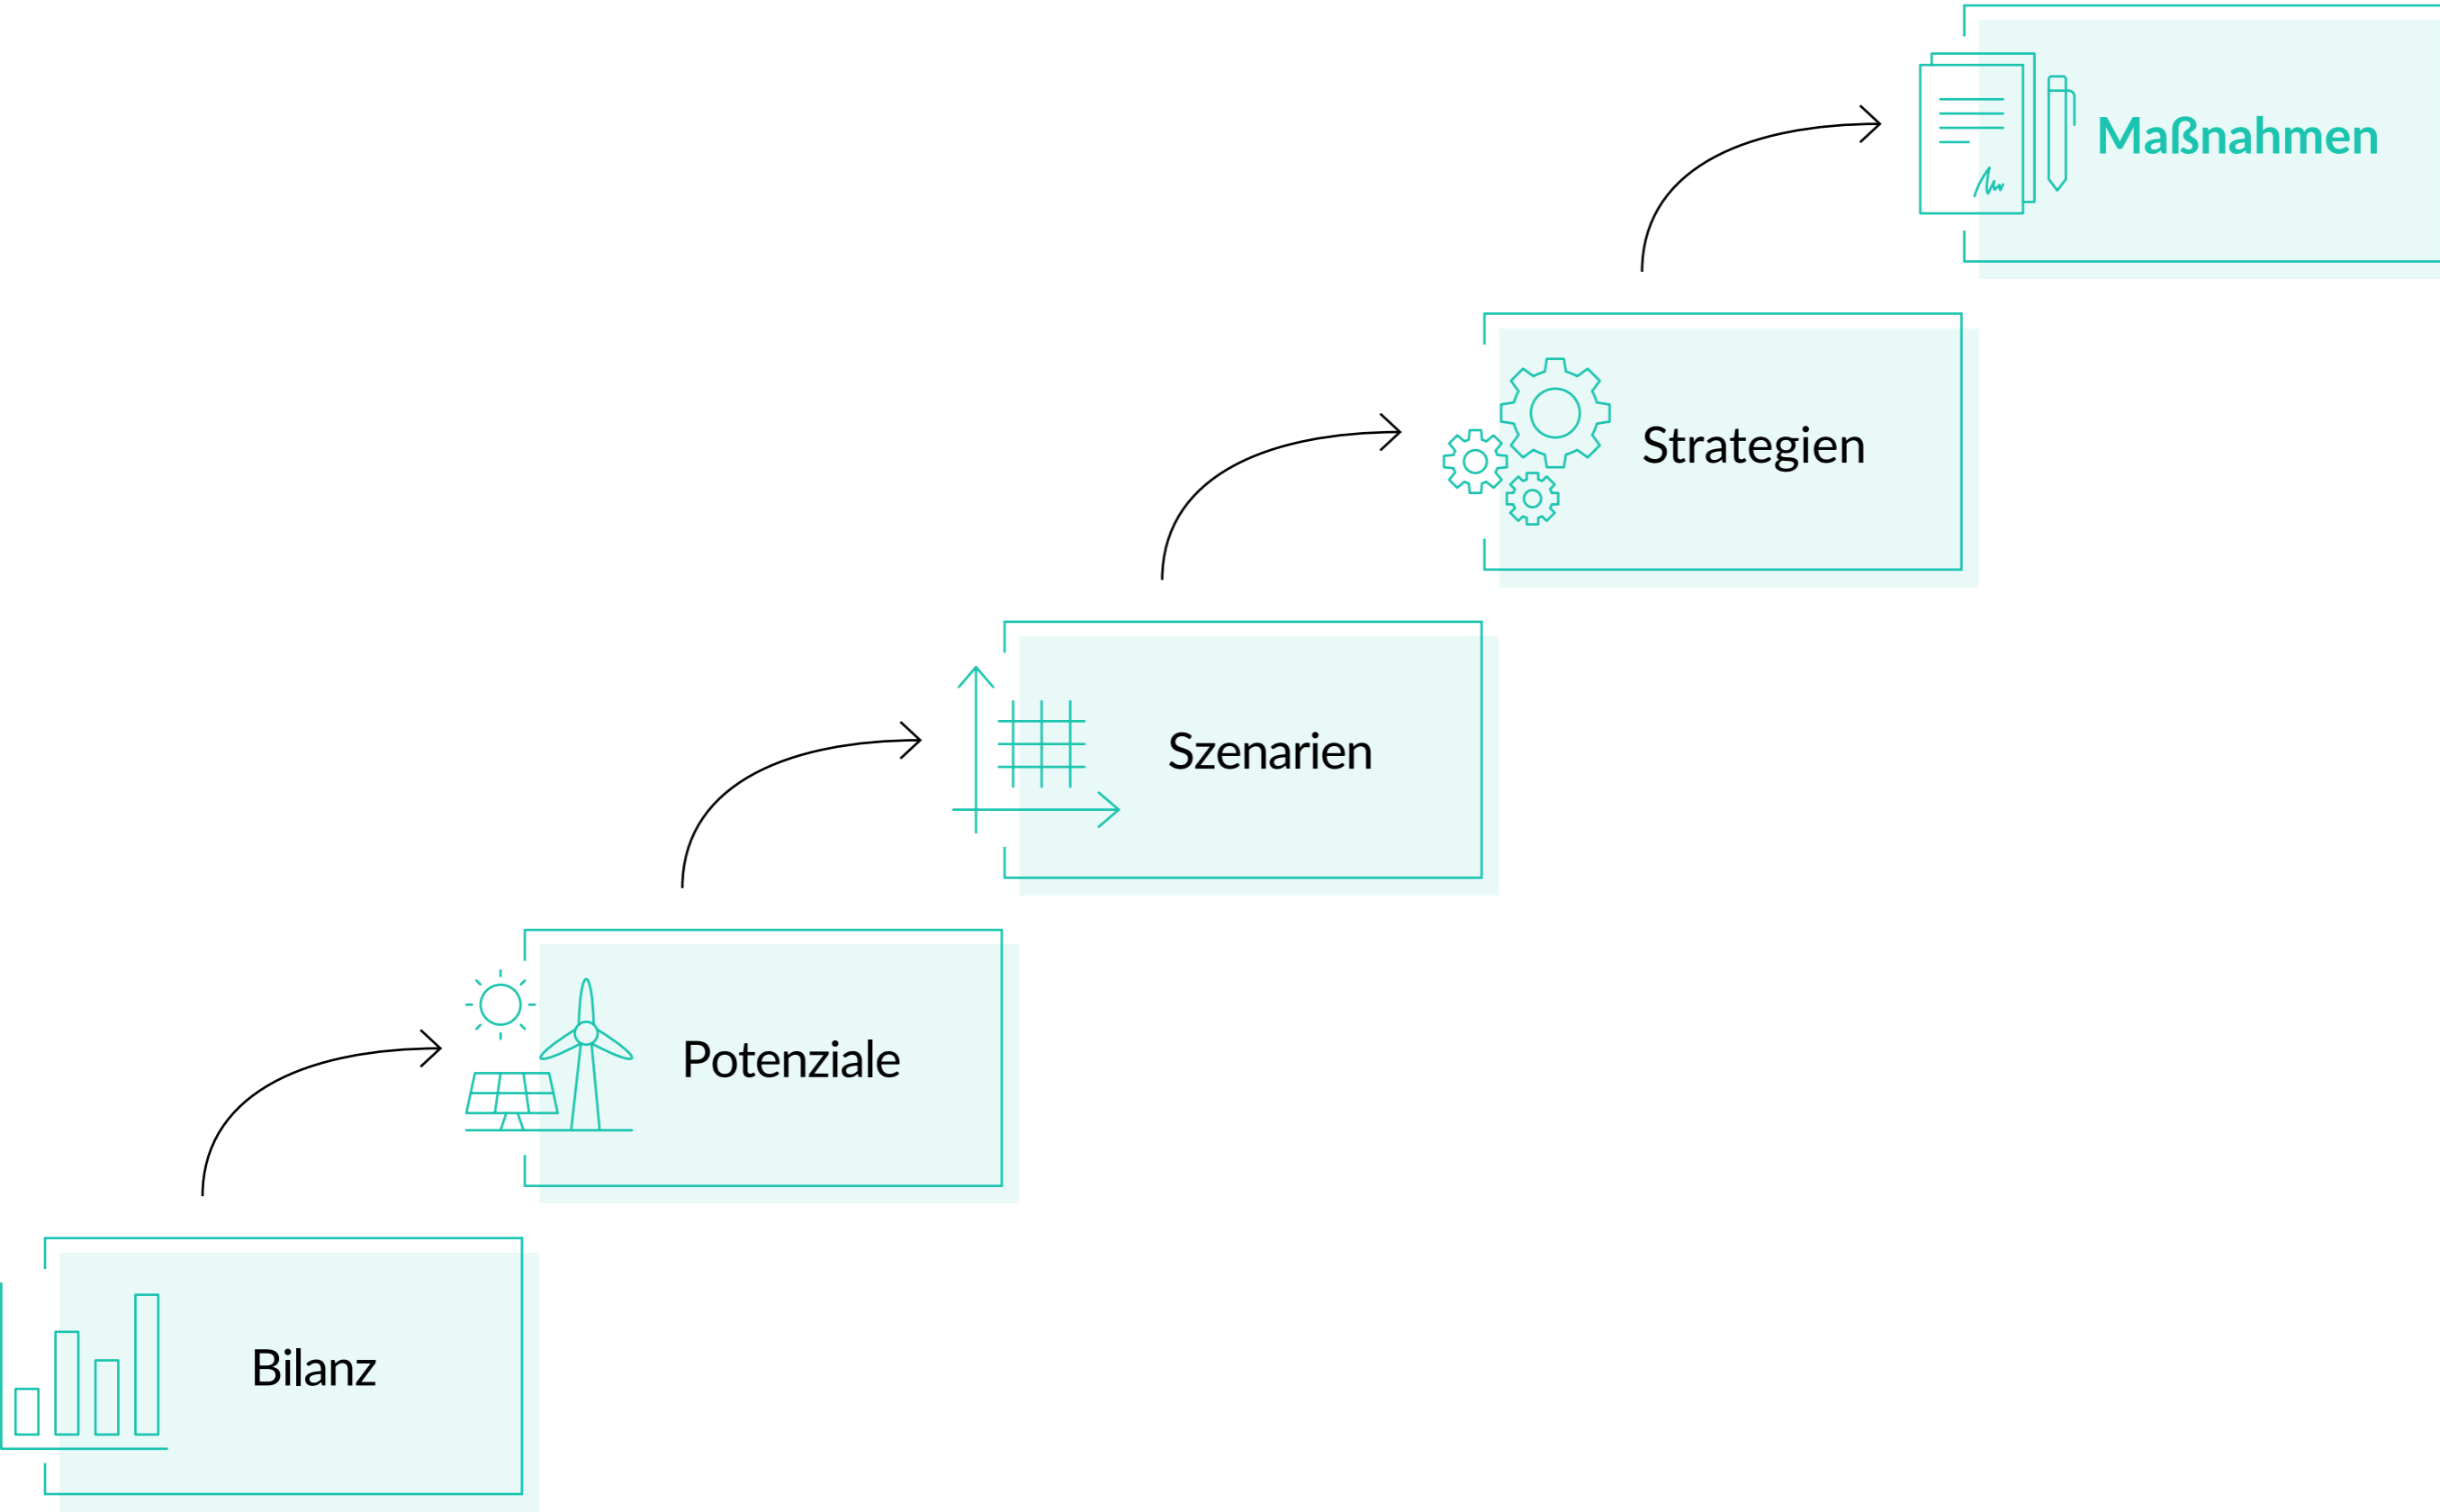 Maßnahmen
Strategien
Szenarien
Potenziale
Bilanz